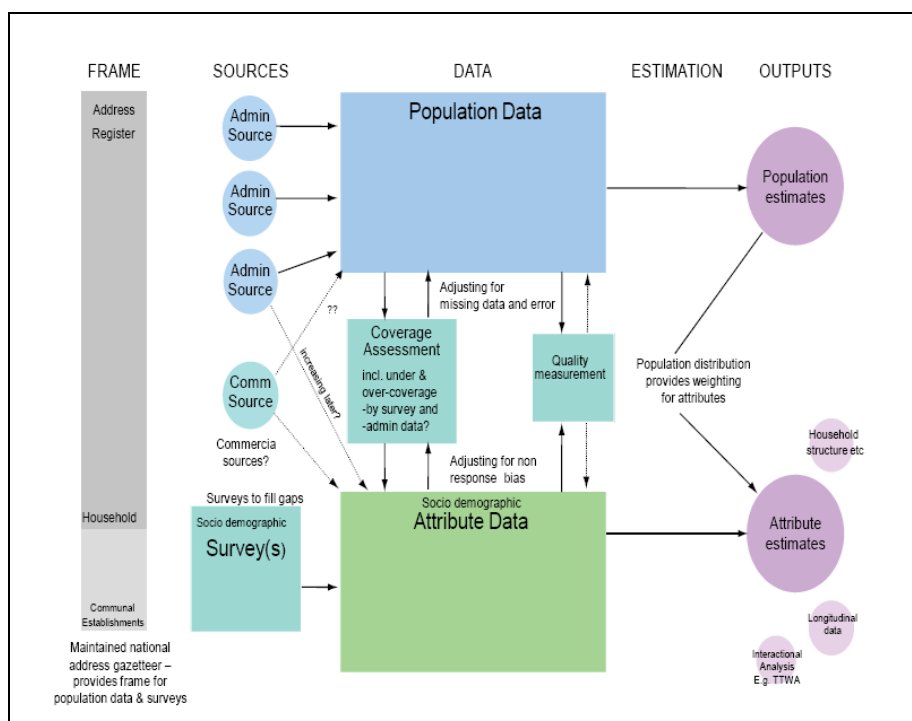 FRAME
SOURCES
DATA
ESTIMATION
OUTPUTS
Address
Register
Household
Communal
Establishments
Maintained national
address gazetteer –
provides frame for
population data & surveys
Admin
Source
Admin
Source
Admin
Source
??
increasing later?
Comm
Source
Commercia
sources?
Surveys to fill gaps
Socio demographic
Survey(s)
Population Data
Adjusting for
missing data and error
Coverage
Assessment
incl. under &
over-coverage
-by survey and
-admin data?
Quality
measurement
Adjusting for non
response bias
Socio demographic
Attribute Data
Population
estimates
Population distribution
provides weighting
for attributes
Household
structure etc
Attribute
estimates
Longitudinal
data
Interactional
Analysis
E.g. TTWA